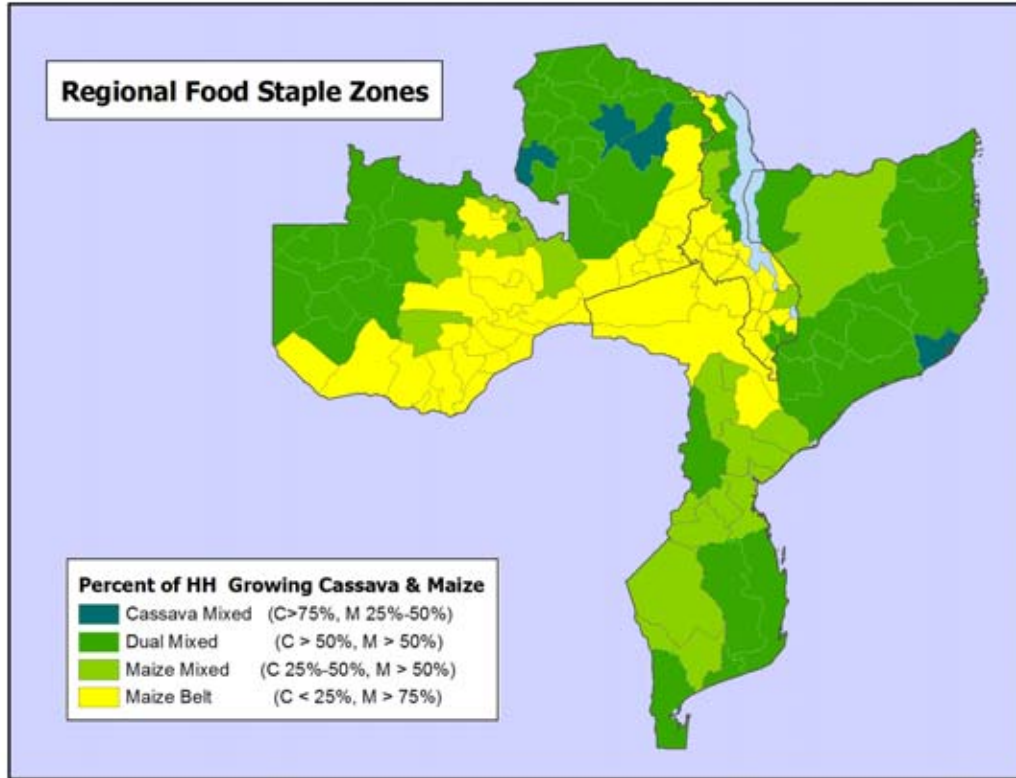 Regional Food Staple Zones
Percent of HH Growing Cassava & Maize
Cassava Mixed (C>75%, M 25%-50%)
Dual Mixed (C > 50%, M > 50%)
Maize Mixed (C 25%-50%, M > 50%)
Maize Belt (C < 25%, M > 75%)